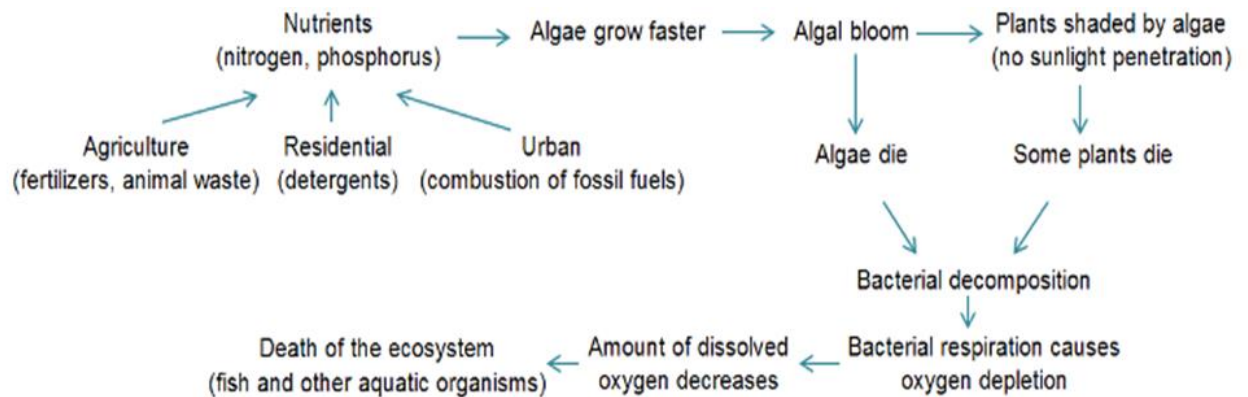 Nutrients
(nitrogen, phosphorus)
Algae grow faster
Algal bloom
Plants shaded by algae
(no sunlight penetration)
Agriculture
(fertilizers, animal waste)
Residential
(detergents)
Urban
(combustion of fossil fuels)
Algae die
Some plants die
Bacterial decomposition
Bacterial respiration causes
oxygen depletion
Amount of dissolved
oxygen decreases
Death of the ecosystem
(fish and other aquatic organisms)